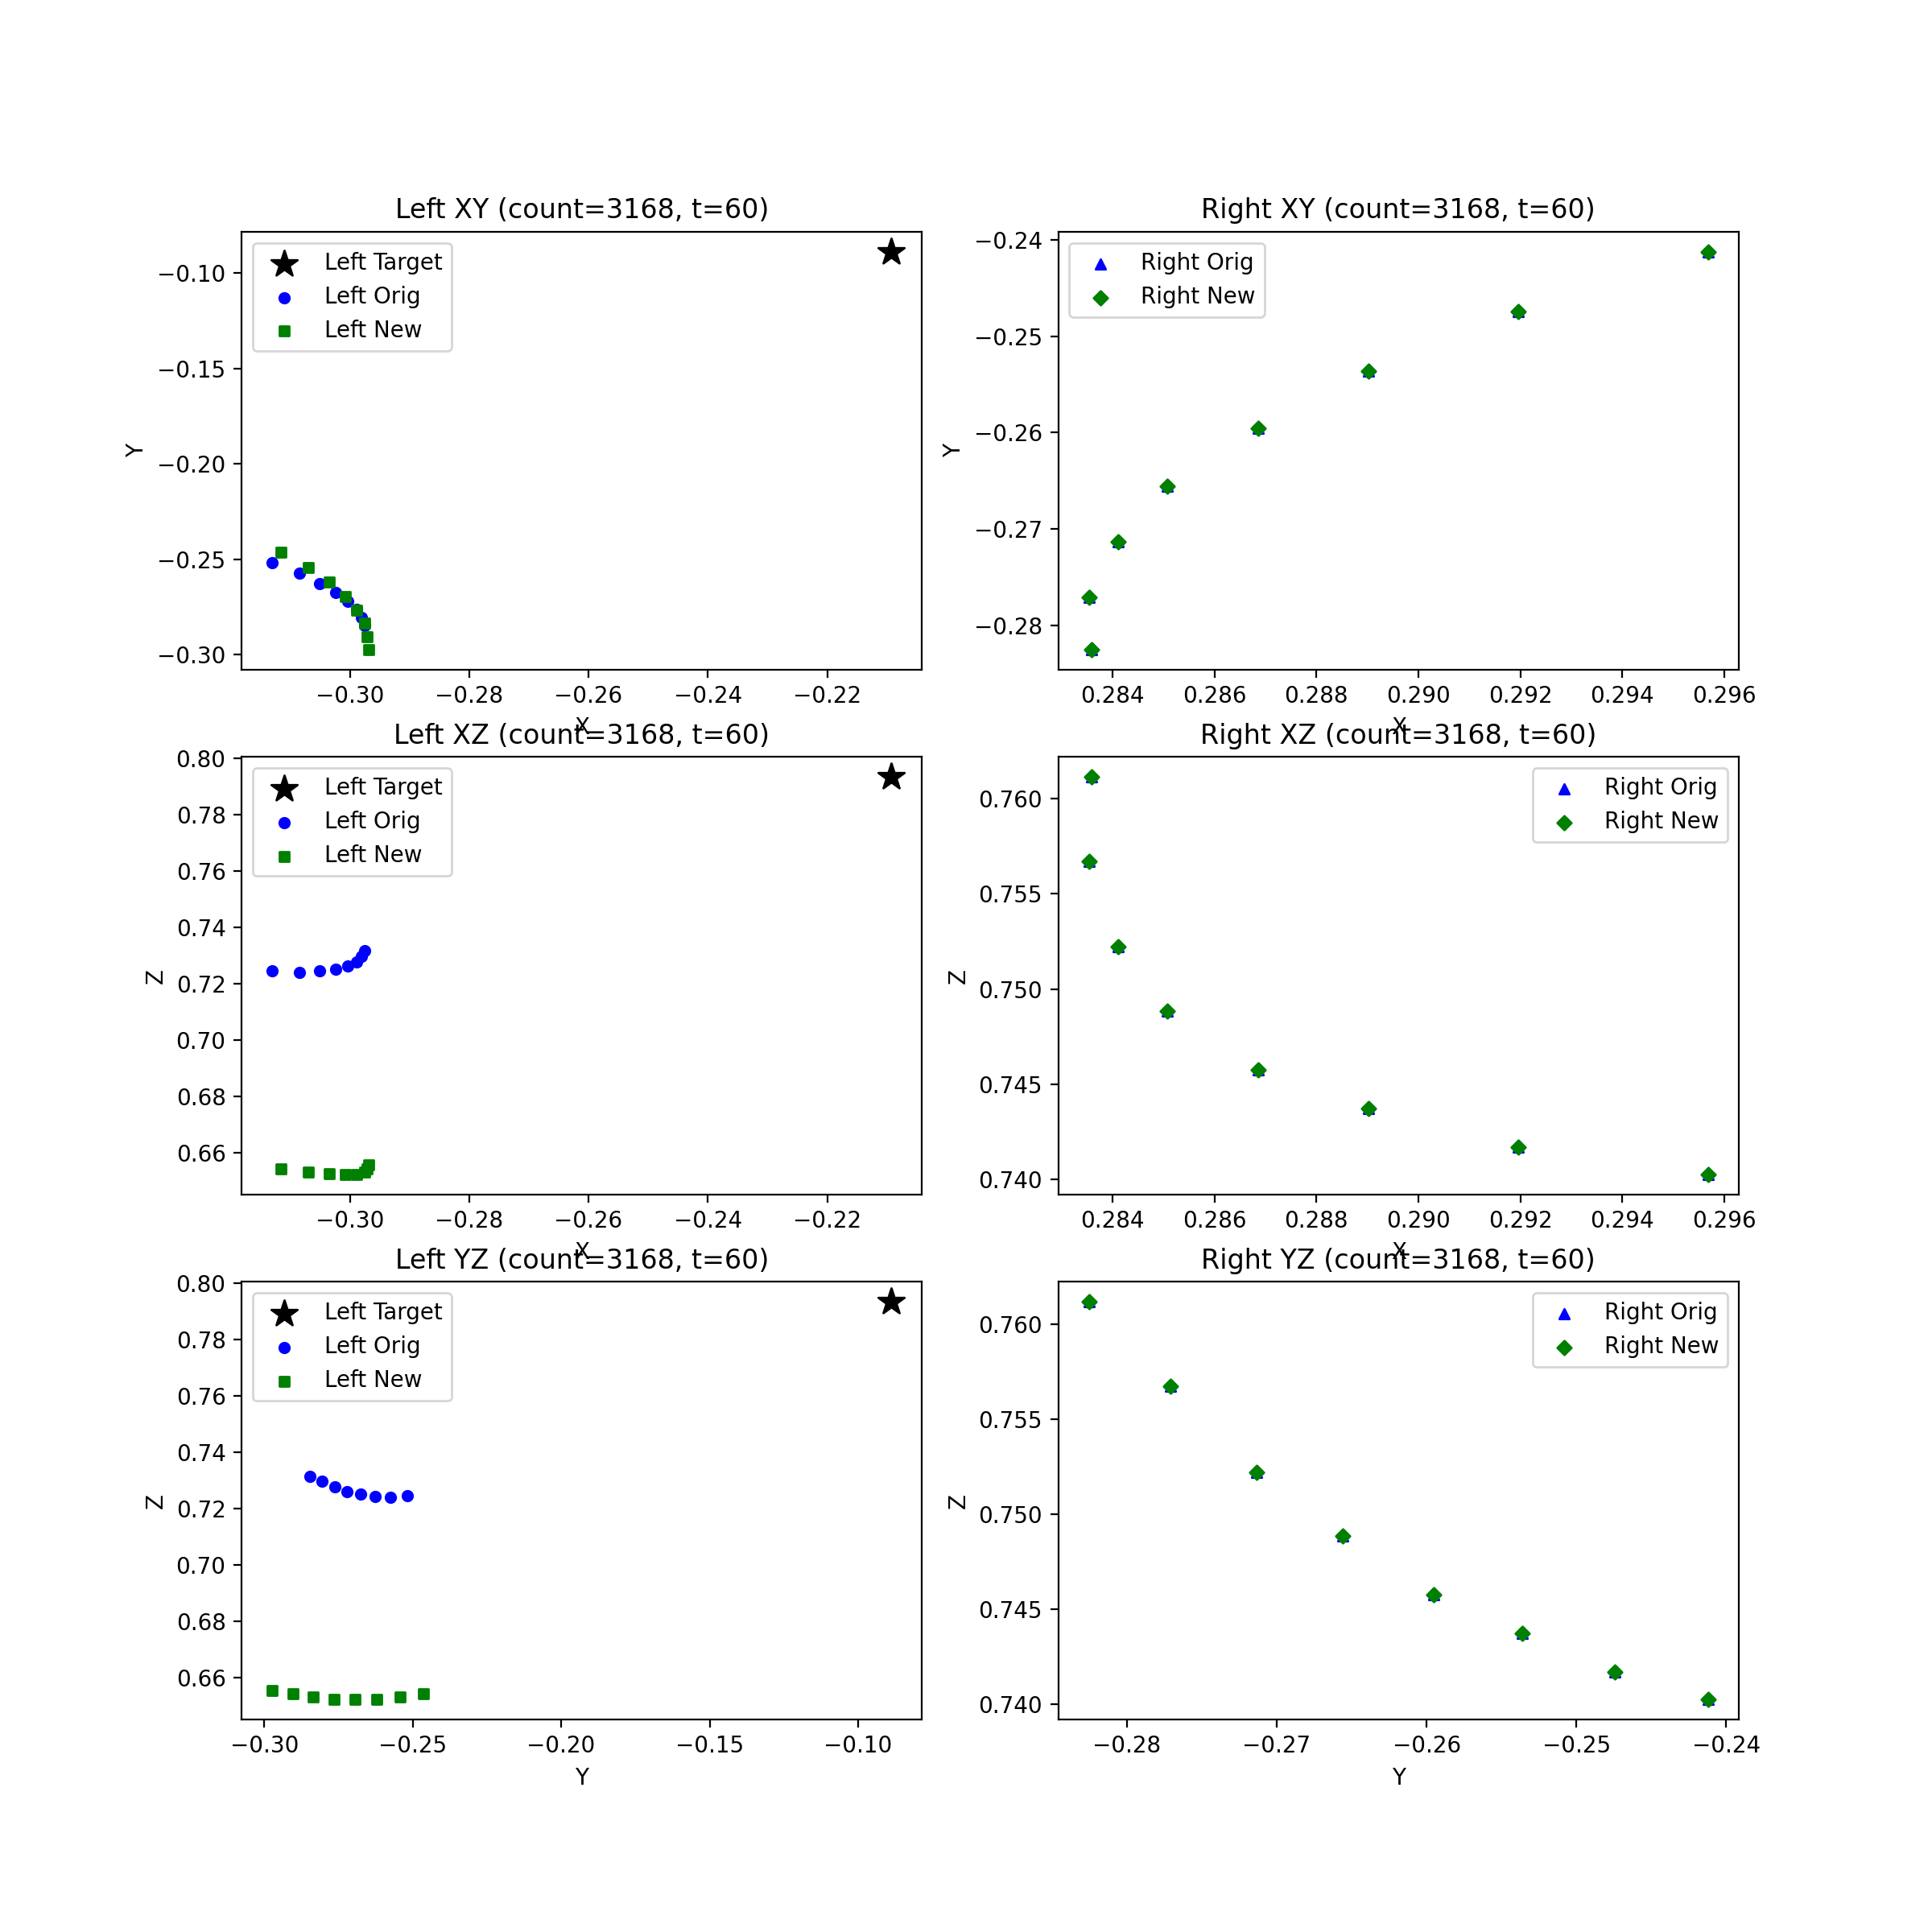 Left XY (count=3168, t=60)
Left Target
Left Orig
Left New
−0.10
−0.15
−0.20
−0.25
−0.30
Y
−0.30 −0.28 −0.26 −0.24 −0.22
X
Right XY (count=3168, t=60)
Right Orig
Right New
−0.24
−0.25
−0.26
−0.27
−0.28
Y
0.284 0.286 0.288 0.290 0.292 0.294 0.296
X
Left XZ (count=3168, t=60)
Left Target
Left Orig
Left New
0.80
0.78
0.76
0.74
0.72
0.70
0.68
0.66
Z
−0.30 −0.28 −0.26 −0.24 −0.22
X
Right XZ (count=3168, t=60)
Right Orig
Right New
0.760
0.755
0.750
0.745
0.740
Z
0.284 0.286 0.288 0.290 0.292 0.294 0.296
X
Left YZ (count=3168, t=60)
Left Target
Left Orig
Left New
0.80
0.78
0.76
0.74
0.72
0.70
0.68
0.66
Z
−0.30 −0.25 −0.20 −0.15 −0.10
Y
Right YZ (count=3168, t=60)
Right Orig
Right New
0.760
0.755
0.750
0.745
0.740
Z
−0.28 −0.27 −0.26 −0.25 −0.24
Y